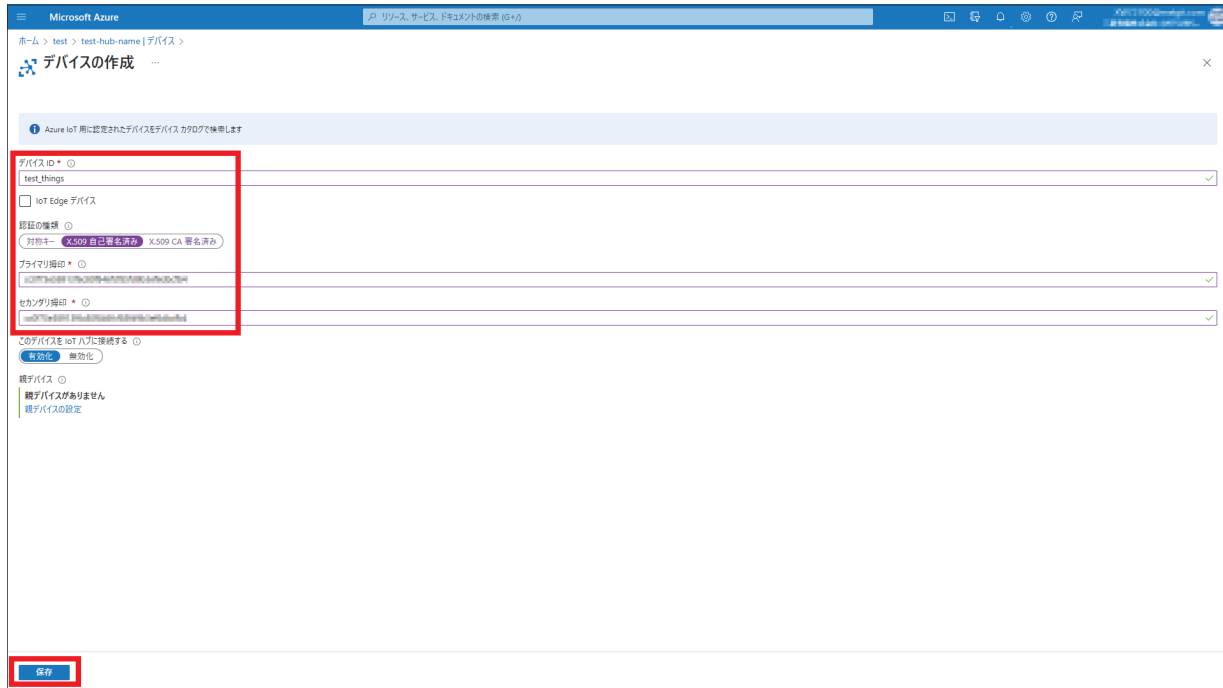 Microsoft Azure
リソース、サービス、ドキュメントの検索 (G+/)
ホーム > test > test-hub-name | デバイス >
デバイスの作成 ...
Azure IoT 用に認定されたデバイスをデバイス カタログで検索します
デバイス ID *
test_things
IoT Edge デバイス
認証の種類
対称キー X.509 自己署名済み X.509 CA 署名済み
プライマリ拇印 *
セカンダリ拇印 *
このデバイスを IoT ハブに接続する
有効化 無効化
親デバイス
親デバイスがありません
親デバイスの設定
保存